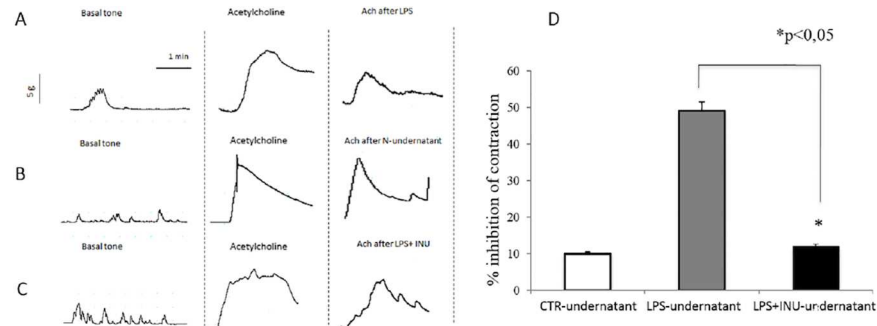 A
Basal tone
Acetylcholine
Ach after LPS
1 min
5 g
B
Basal tone
Acetylcholine
Ach after N-undernatant
C
Basal tone
Acetylcholine
Ach after LPS+ INU
D
*p<0,05
% inhibition of contraction
60
50
40
30
20
10
0
*
CTR-undernatant
LPS-undernatant
LPS+INU-undernatant